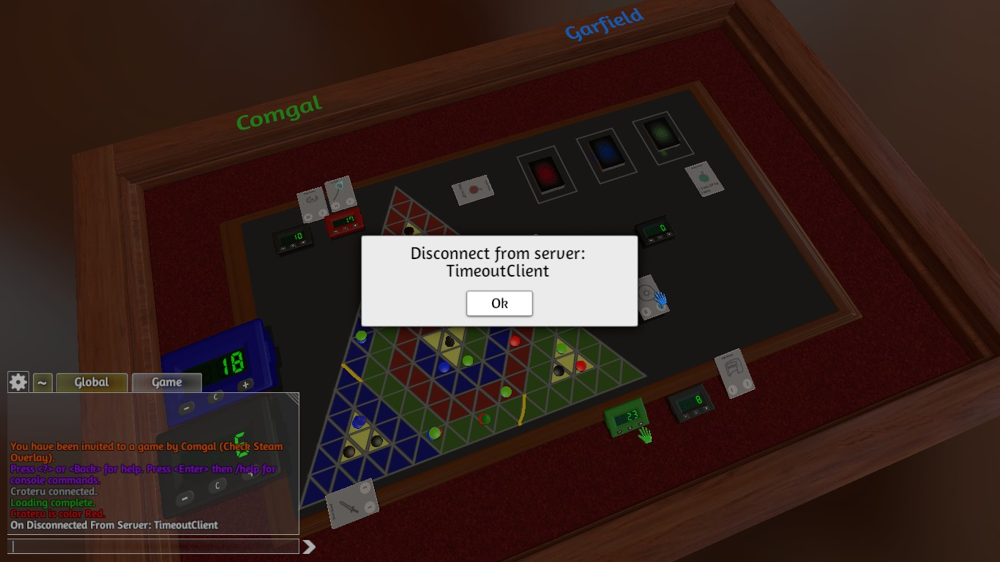 Garfield
Comgal
17
10
0
Disconnect from server:
TimeoutClient
Ok
18
+
-
C
~
Global
Game
8
23
5
-
C
You have been invited to a game by Comgal (Check Steam
Overlay).
Press <?> or <Back> for help. Press <Enter> then /help for
console commands.
Croteru connected.
Loading complete.
Croteru is color Red.
On Disconnected From Server: TimeoutClient